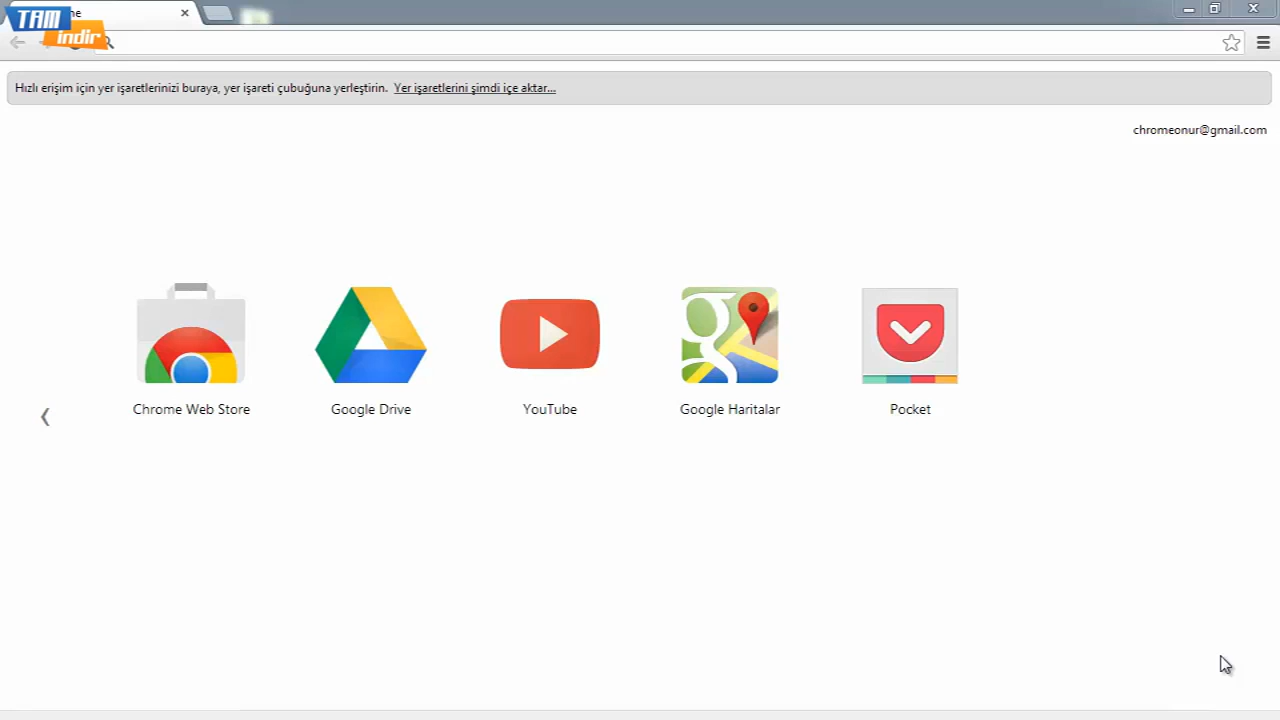 TAM
indir
Hızlı erişim için yer işaretlerinizi buraya, yer işareti çubuğuna yerleştirin. Yer işaretlerini şimdi içe aktar...
chromeonur@gmail.com
Chrome Web Store
Google Drive
YouTube
Google Haritalar
Pocket